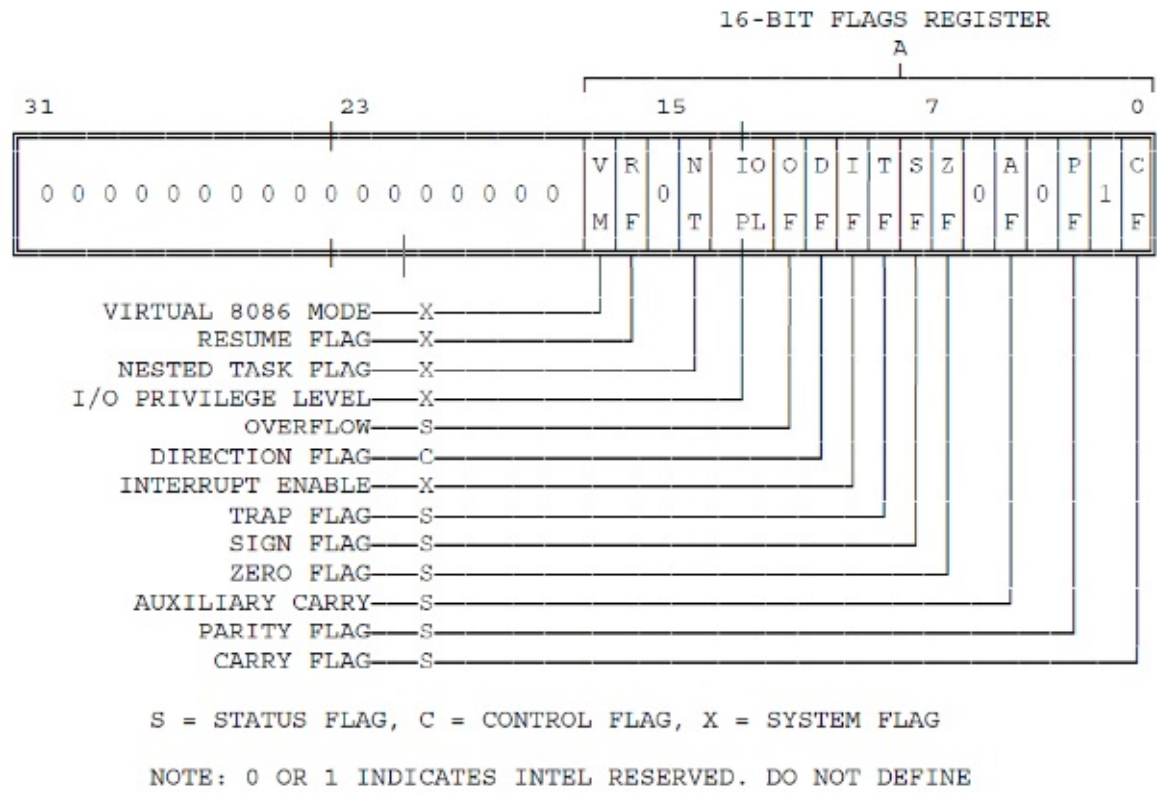 16-BIT FLAGS REGISTER
A
31 23 15 7 0
V R N IO O D I T S Z A P C
0 0 0 0 0 0 0 0 0 0 0 0 0 0 0 0 0 0 0 0 1
M F T PL F F F F F F F F F
VIRTUAL 8086 MODE X
RESUME FLAG X
NESTED TASK FLAG X
I/O PRIVILEGE LEVEL X
OVERFLOW S
DIRECTION FLAG C
INTERRUPT ENABLE X
TRAP FLAG S
SIGN FLAG S
ZERO FLAG S
AUXILIARY CARRY S
PARITY FLAG S
CARRY FLAG S
S = STATUS FLAG, C = CONTROL FLAG, X = SYSTEM FLAG
NOTE: 0 OR 1 INDICATES INTEL RESERVED. DO NOT DEFINE